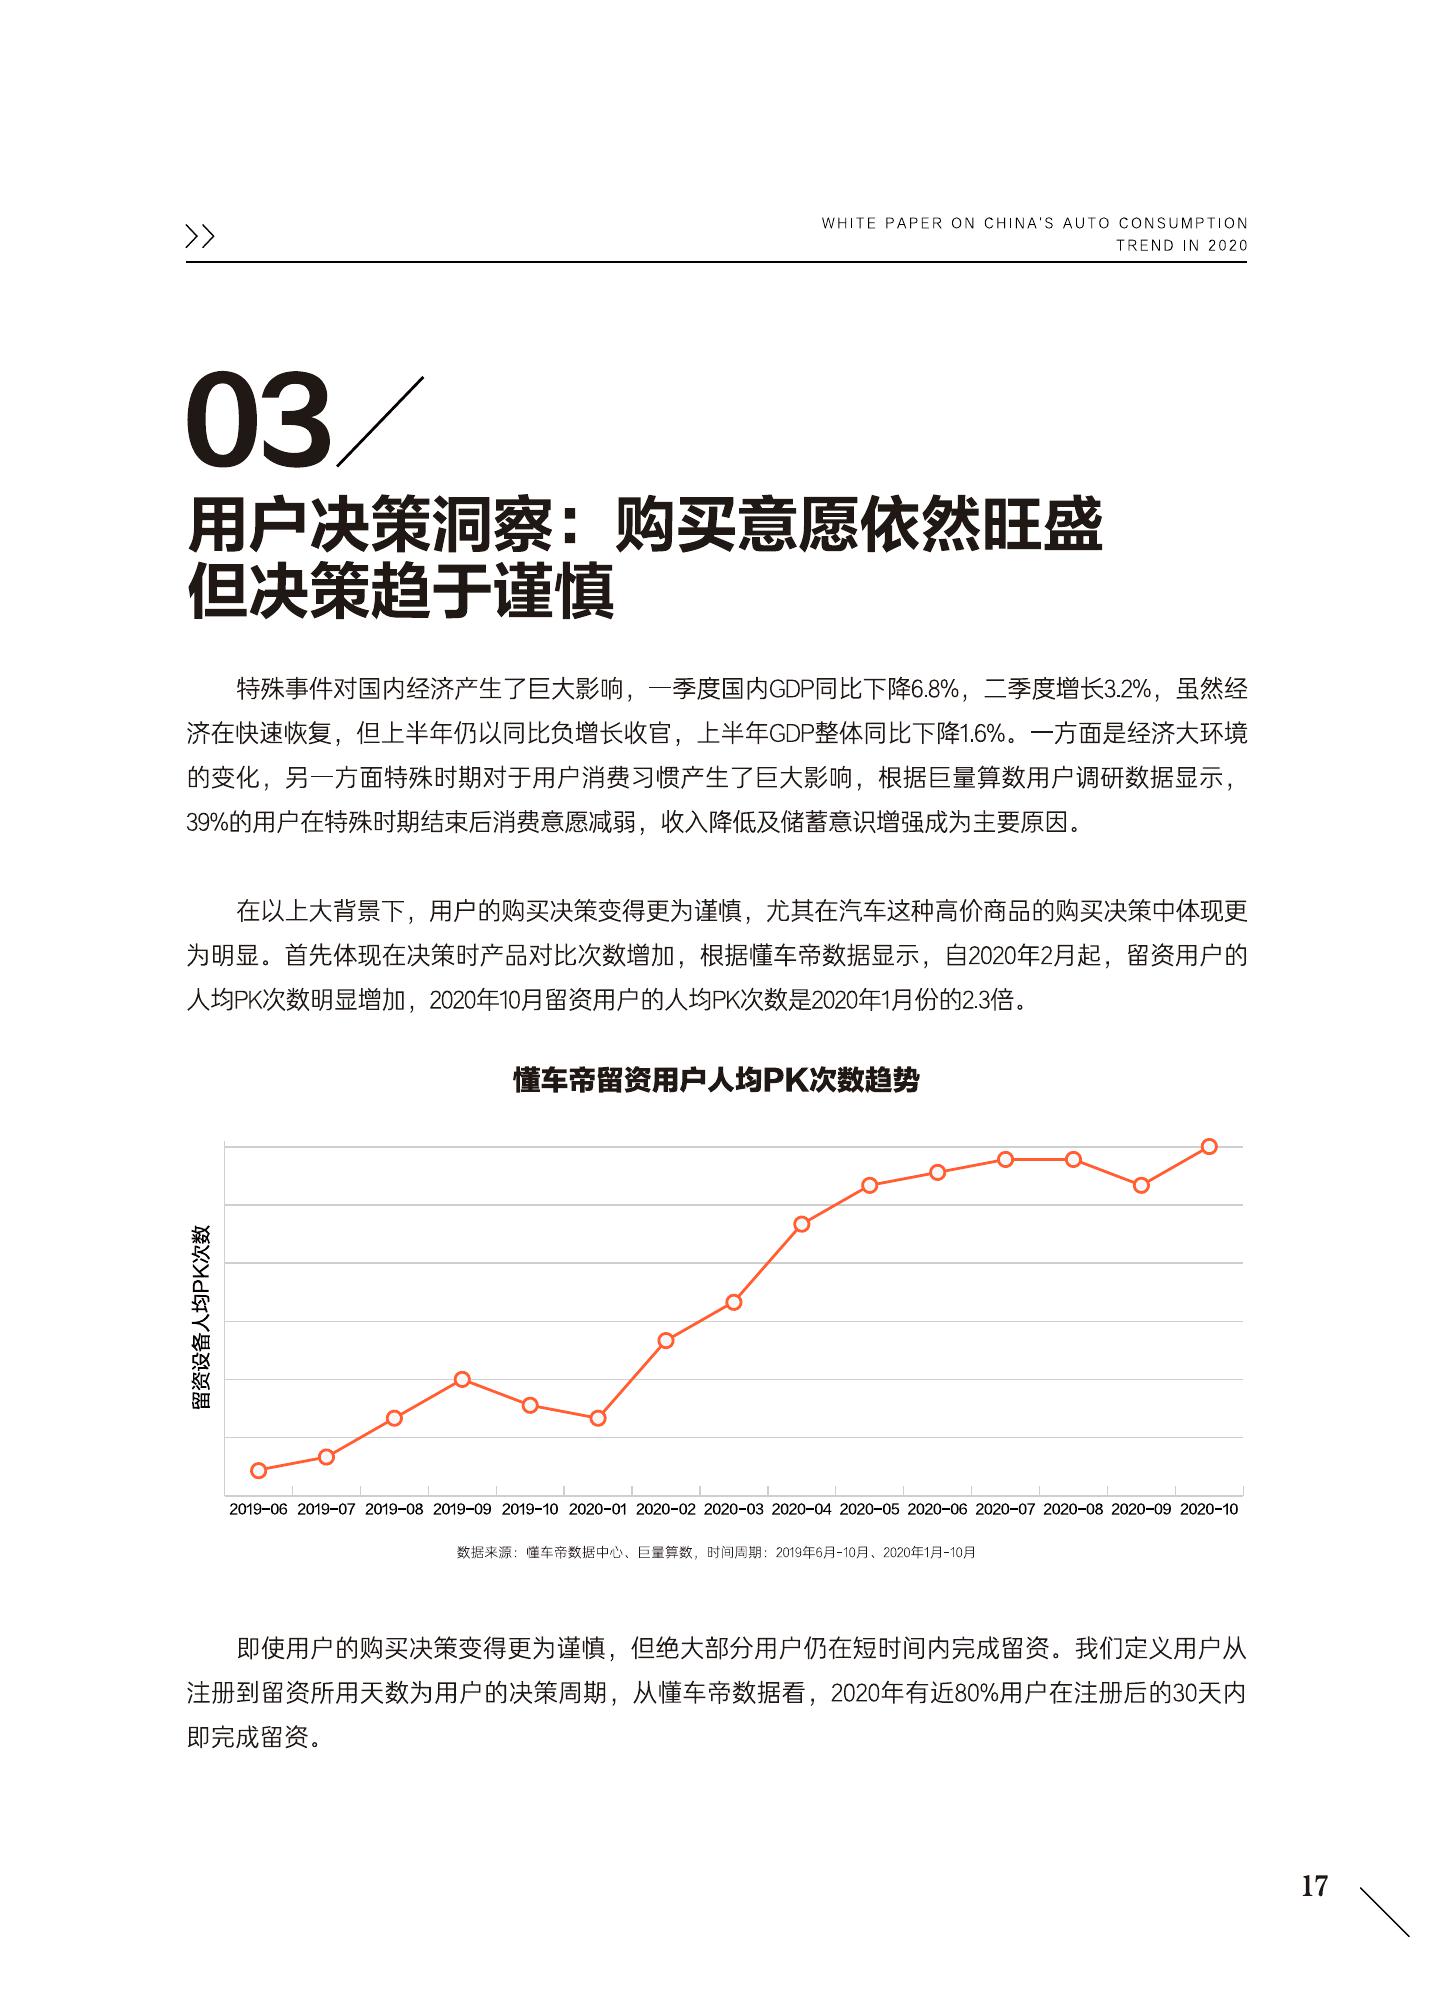 WHITE PAPER ON CHINA'S AUTO CONSUMPTION
TREND IN 2020
03
用户决策洞察：购买意愿依然旺盛
但决策趋于谨慎
特殊事件对国内经济产生了巨大影响，一季度国内GDP同比下降6.8%，二季度增长3.2%，虽然经
济在快速恢复，但上半年仍以同比负增长收官，上半年GDP整体同比下降1.6%。一方面是经济大环境
的变化，另一方面特殊时期对于用户消费习惯产生了巨大影响，根据巨量算数用户调研数据显示，
39%的用户在特殊时期结束后消费意愿减弱，收入降低及储蓄意识增强成为主要原因。
在以上大背景下，用户的购买决策变得更为谨慎，尤其在汽车这种高价商品的购买决策中体现更
为明显。首先体现在决策时产品对比次数增加，根据懂车帝数据显示，自2020年2月起，留资用户的
人均PK次数明显增加，2020年10月留资用户的人均PK次数是2020年1月份的2.3倍。
懂车帝留资用户人均PK次数趋势
留资设备人均PK次数
2019-06 2019-07 2019-08 2019-09 2019-10 2020-01 2020-02 2020-03 2020-04 2020-05 2020-06 2020-07 2020-08 2020-09 2020-10
数据来源：懂车帝数据中心、巨量算数，时间周期：2019年6月-10月、2020年1月-10月
即使用户的购买决策变得更为谨慎，但绝大部分用户仍在短时间内完成留资。我们定义用户从
注册到留资所用天数为用户的决策周期，从懂车帝数据看，2020年有近80%用户在注册后的30天内
即完成留资。
17